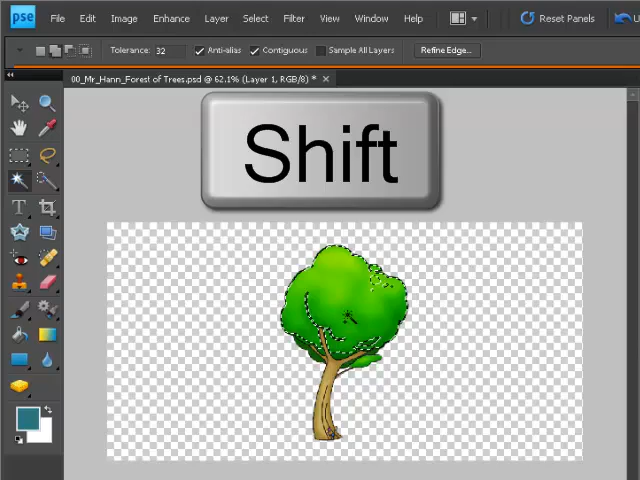 pse File Edit Image Enhance Layer Select Filter View Window Help Reset Panels U
Tolerance: 32 Anti-alias Contiguous Sample All Layers Refine Edge...
00_Mr_Hann_Forest of Trees.psd @ 62.1% (Layer 1, RGB/8) *
Shift
T